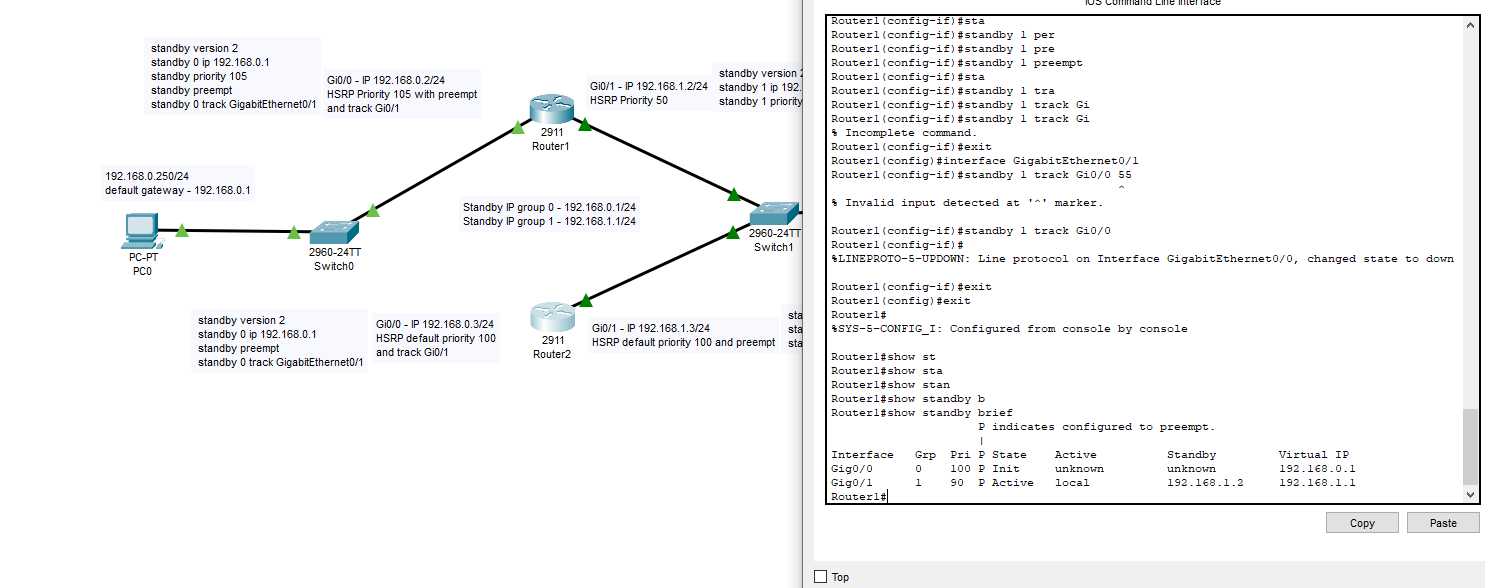 standby version 2
standby 0 ip 192.168.0.1
standby priority 105
standby preempt
standby 0 track GigabitEthernet0/1
Gi0/0 - IP 192.168.0.2/24
HSRP Priority 105 with preempt
and track Gi0/1
2911
Router1
Gi0/1 - IP 192.168.1.2/24
HSRP Priority 50
standby version 2
standby 1 ip 192.
standby 1 priority
192.168.0.250/24
default gateway - 192.168.0.1
PC-PT
PC0
2960-24TT
Switch0
Standby IP group 0 - 192.168.0.1/24
Standby IP group 1 - 192.168.1.1/24
2960-24TT
Switch1
standby version 2
standby 0 ip 192.168.0.1
standby preempt
standby 0 track GigabitEthernet0/1
Gi0/0 - IP 192.168.0.3/24
HSRP default priority 100
and track Gi0/1
2911
Router2
Gi0/1 - IP 192.168.1.3/24
HSRP default priority 100 and preempt
sta
sta
sta
IOS Command Line Interface
Router1(config-if)#sta
Router1(config-if)#standby 1 per
Router1(config-if)#standby 1 pre
Router1(config-if)#standby 1 preempt
Router1(config-if)#sta
Router1(config-if)#standby 1 tra
Router1(config-if)#standby 1 track Gi
Router1(config-if)#standby 1 track Gi
% Incomplete command.
Router1(config-if)#exit
Router1(config)#interface GigabitEthernet0/1
Router1(config-if)#standby 1 track Gi0/0 55
^
% Invalid input detected at '^' marker.
Router1(config-if)#standby 1 track Gi0/0
Router1(config-if)#
%LINEPROTO-5-UPDOWN: Line protocol on Interface GigabitEthernet0/0, changed state to down
Router1(config-if)#exit
Router1(config)#exit
Router1#
%SYS-5-CONFIG_I: Configured from console by console
Router1#show st
Router1#show sta
Router1#show stan
Router1#show standby b
Router1#show standby brief
P indicates configured to preempt.
|
Interface Grp Pri P State Active Standby Virtual IP
Gig0/0 0 100 P Init unknown unknown 192.168.0.1
Gig0/1 1 90 P Active local 192.168.1.2 192.168.1.1
Router1#
Copy
Paste
Top